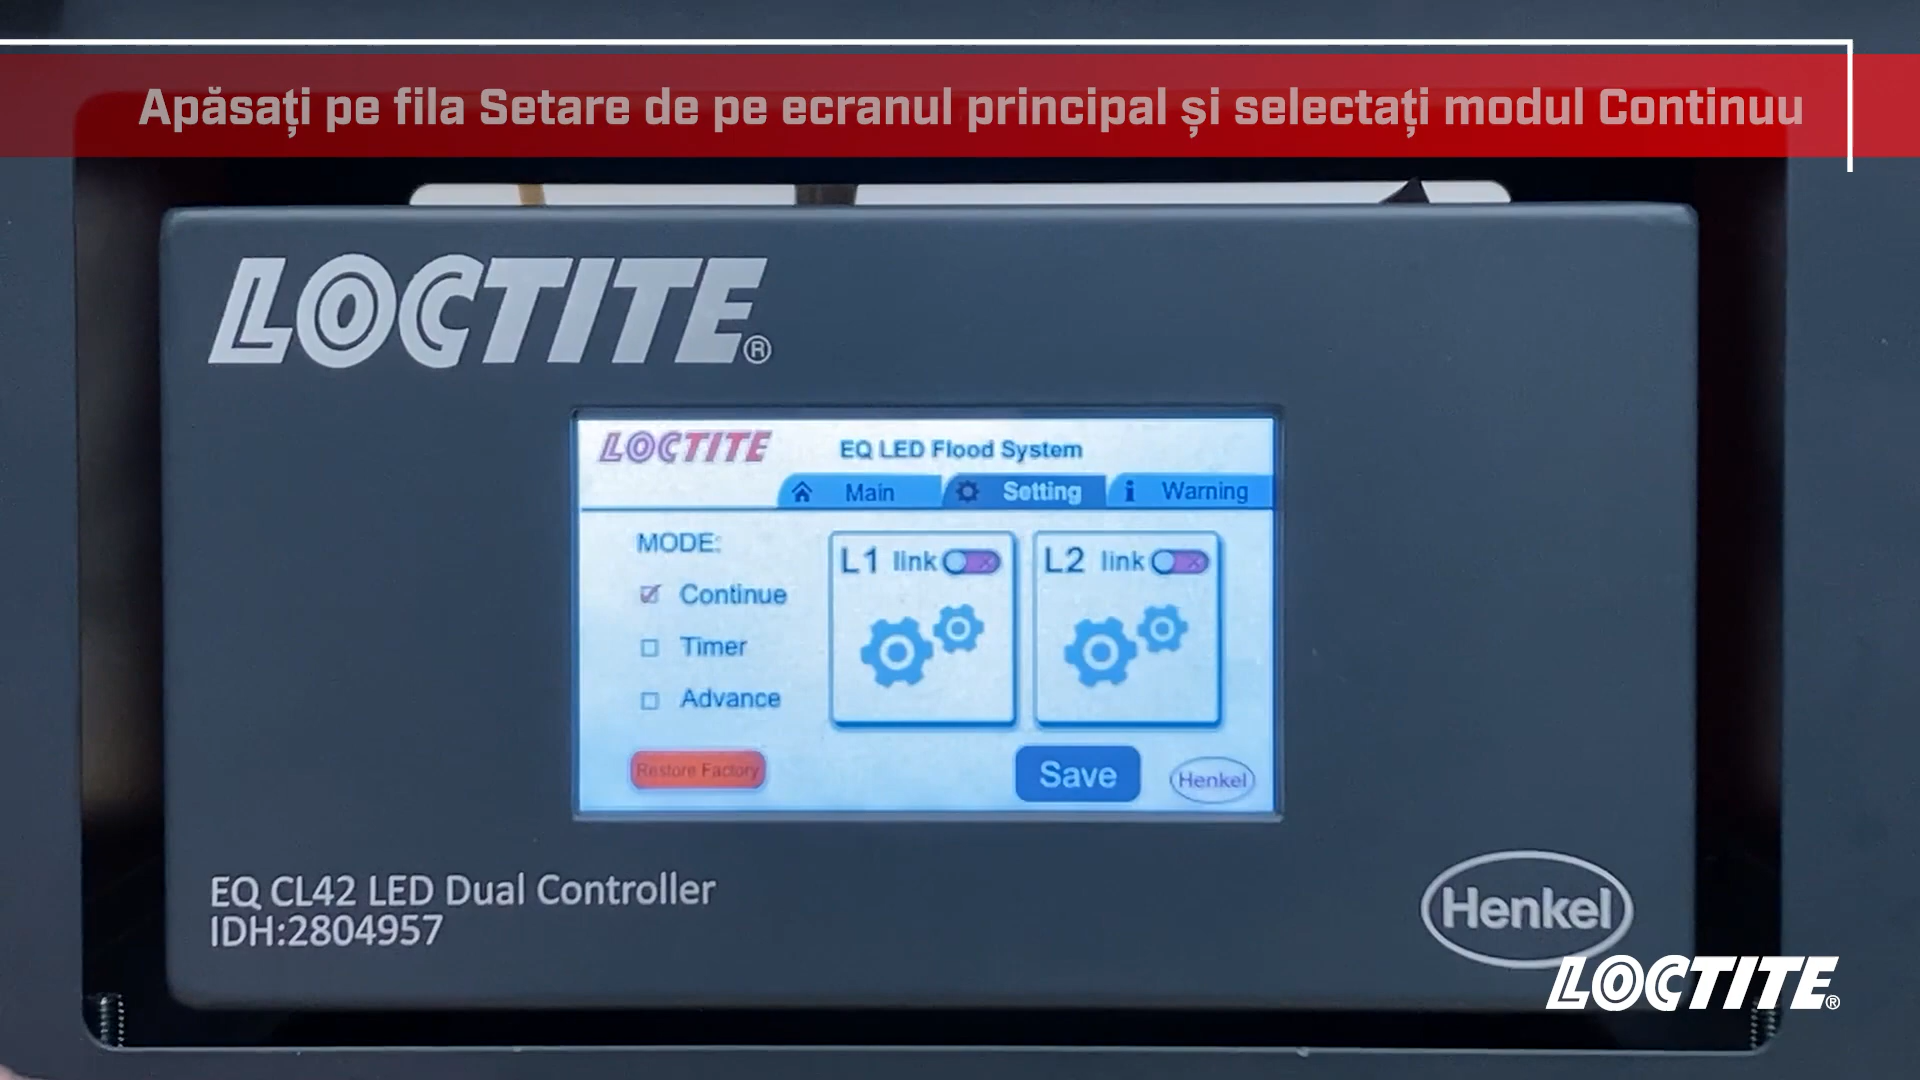 Apăsați pe fila Setare de pe ecranul principal și selectați modul Continuu
LOCTITE®
LOCTITE EQ LED Flood System
Main Setting Warning
MODE:
Continue
Timer
Advance
L1 link
L2 link
Restore Factory
Save
Henkel
EQ CL42 LED Dual Controller
IDH:2804957
Henkel
LOCTITE®